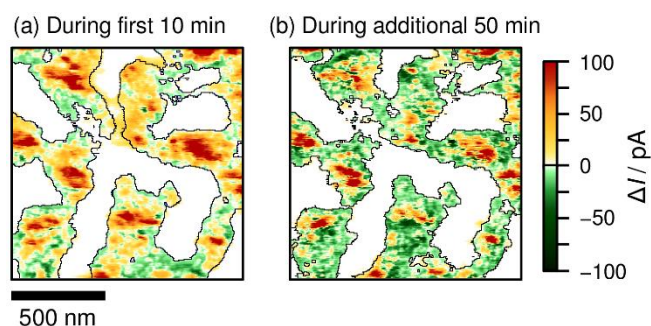 (a) During first 10 min
(b) During additional 50 min
100
50
0
−50
−100
ΔI / pA
500 nm